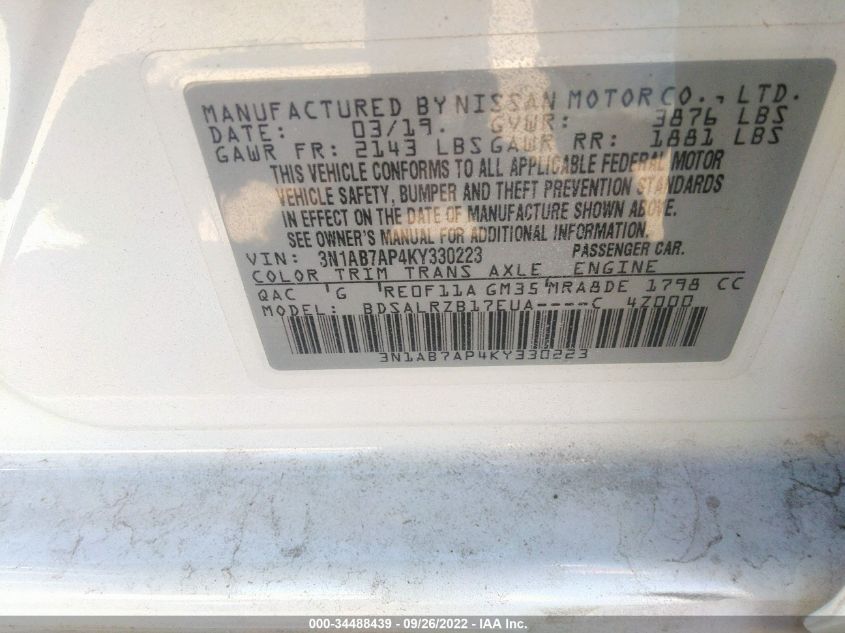 MANUFACTURED BY NISSAN MOTOR CO., LTD.
DATE: 03/19. GVWR: 3876 LBS
GAWR FR: 2143 LBS GAWR RR: 1881 LBS
THIS VEHICLE CONFORMS TO ALL APPLICABLE FEDERAL MOTOR
VEHICLE SAFETY, BUMPER AND THEFT PREVENTION STANDARDS
IN EFFECT ON THE DATE OF MANUFACTURE SHOWN ABOVE.
SEE OWNER'S MANUAL FOR ADDITIONAL INFORMATION.
VIN: 3N1AB7AP4KY330223 PASSENGER CAR.
COLOR TRIM TRANS AXLE ENGINE
QAC G RE0F11A GM35 MRA8DE 1798 CC
MODEL: BDSALRZB17EUA----C 4Z000
3N1AB7AP4KY330223
000-34488439 - 09/26/2022 - © IAA Inc.